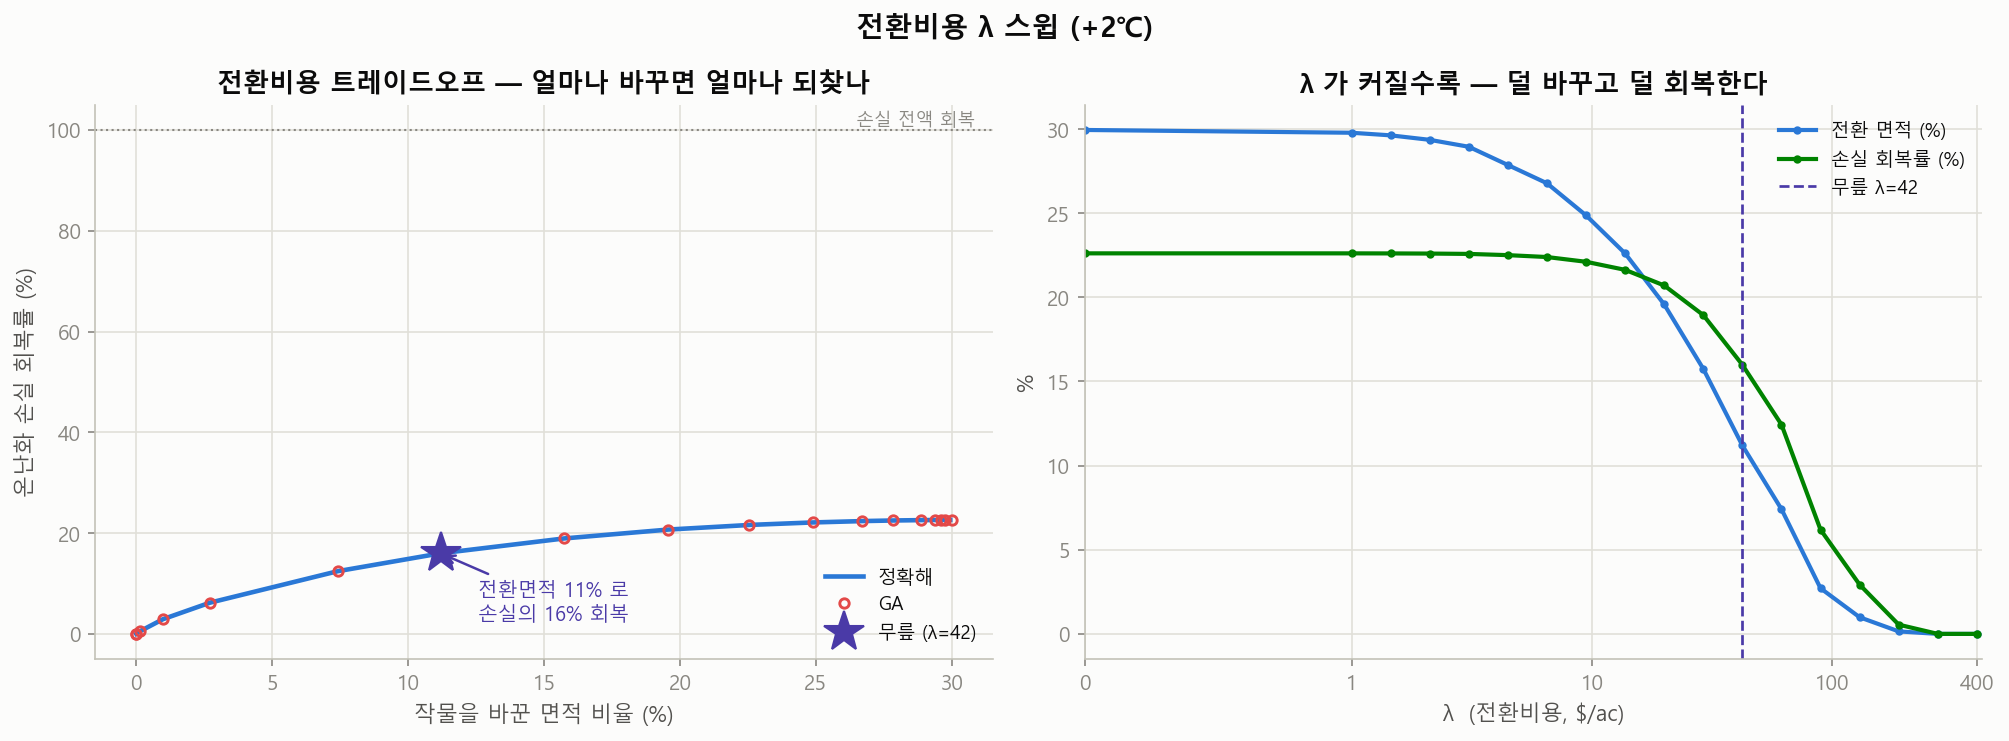 전환비용 λ 스윕 (+2℃)
전환비용 트레이드오프 — 얼마나 바꾸면 얼마나 되찾나
손실 전액 회복
100
80
60
40
20
0
온난화 손실 회복률 (%)
전환면적 11% 로
손실의 16% 회복
정확해
GA
무릎 (λ=42)
0 5 10 15 20 25 30
작물을 바꾼 면적 비율 (%)
λ 가 커질수록 — 덜 바꾸고 덜 회복한다
전환 면적 (%)
손실 회복률 (%)
무릎 λ=42
30
25
20
15
10
5
0
%
0 1 10 100 400
λ (전환비용, $/ac)